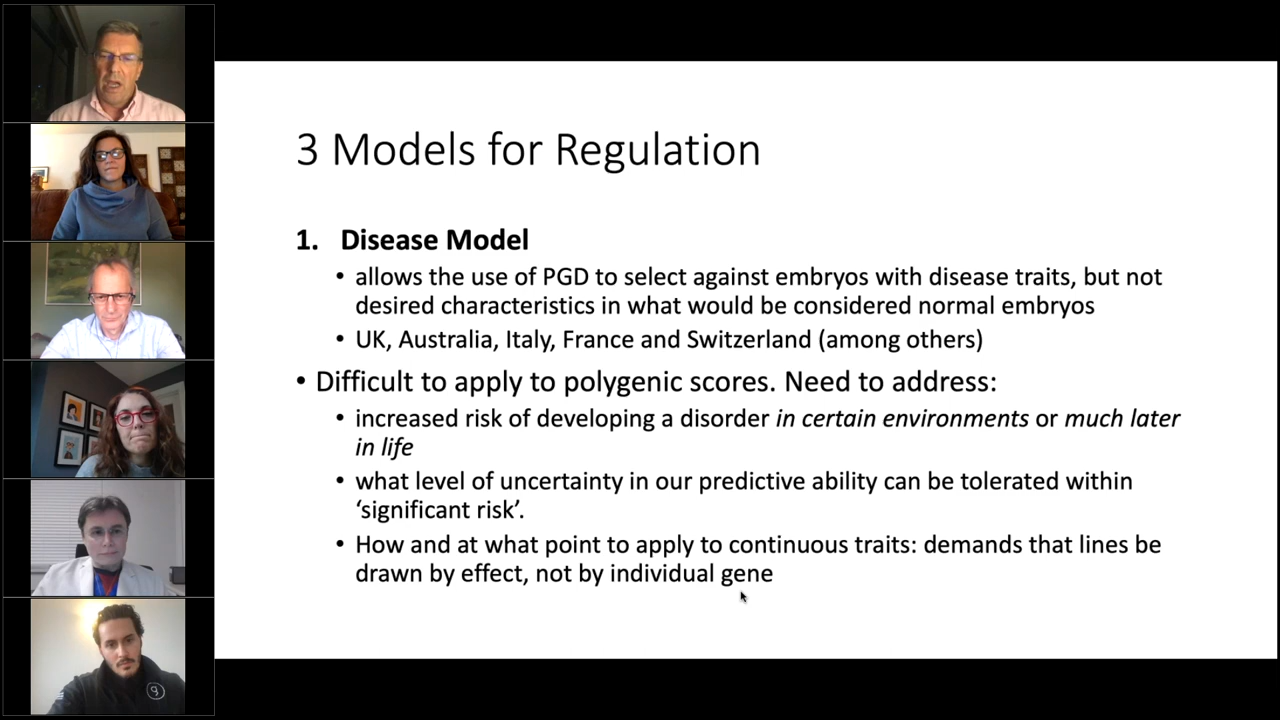 3 Models for Regulation
1. Disease Model
• allows the use of PGD to select against embryos with disease traits, but not
desired characteristics in what would be considered normal embryos
• UK, Australia, Italy, France and Switzerland (among others)
• Difficult to apply to polygenic scores. Need to address:
• increased risk of developing a disorder in certain environments or much later
in life
• what level of uncertainty in our predictive ability can be tolerated within
‘significant risk’.
• How and at what point to apply to continuous traits: demands that lines be
drawn by effect, not by individual gene